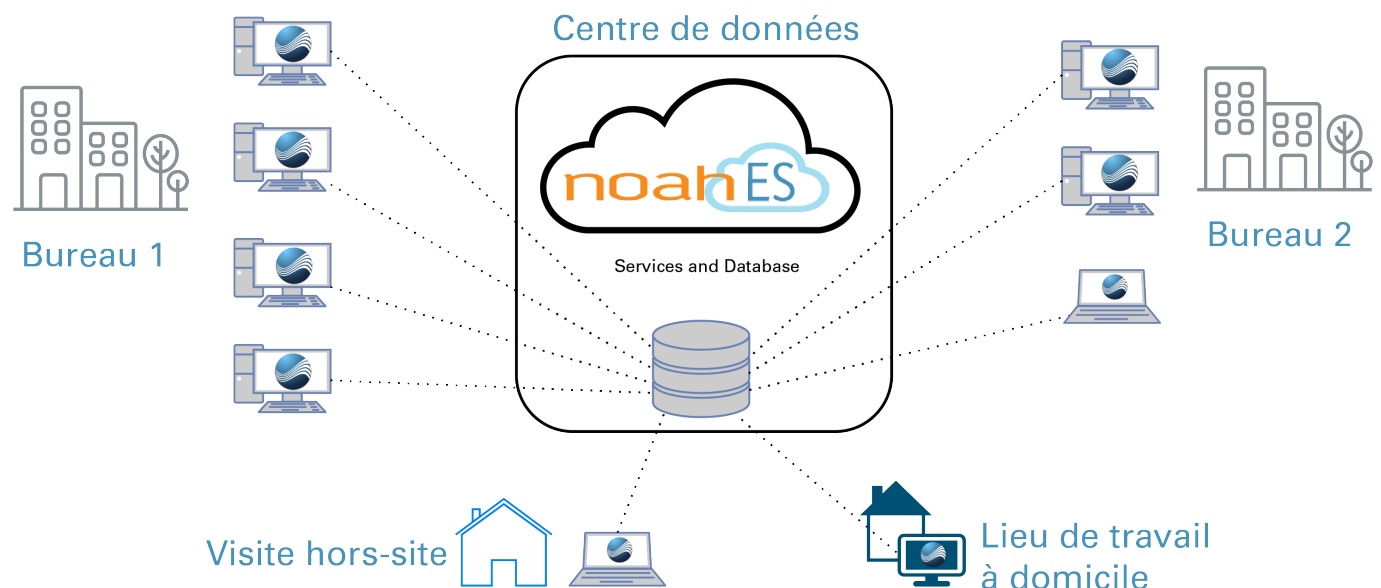 Centre de données
noahES
Services and Database
Bureau 1
Bureau 2
Visite hors-site
Lieu de travail
à domicile